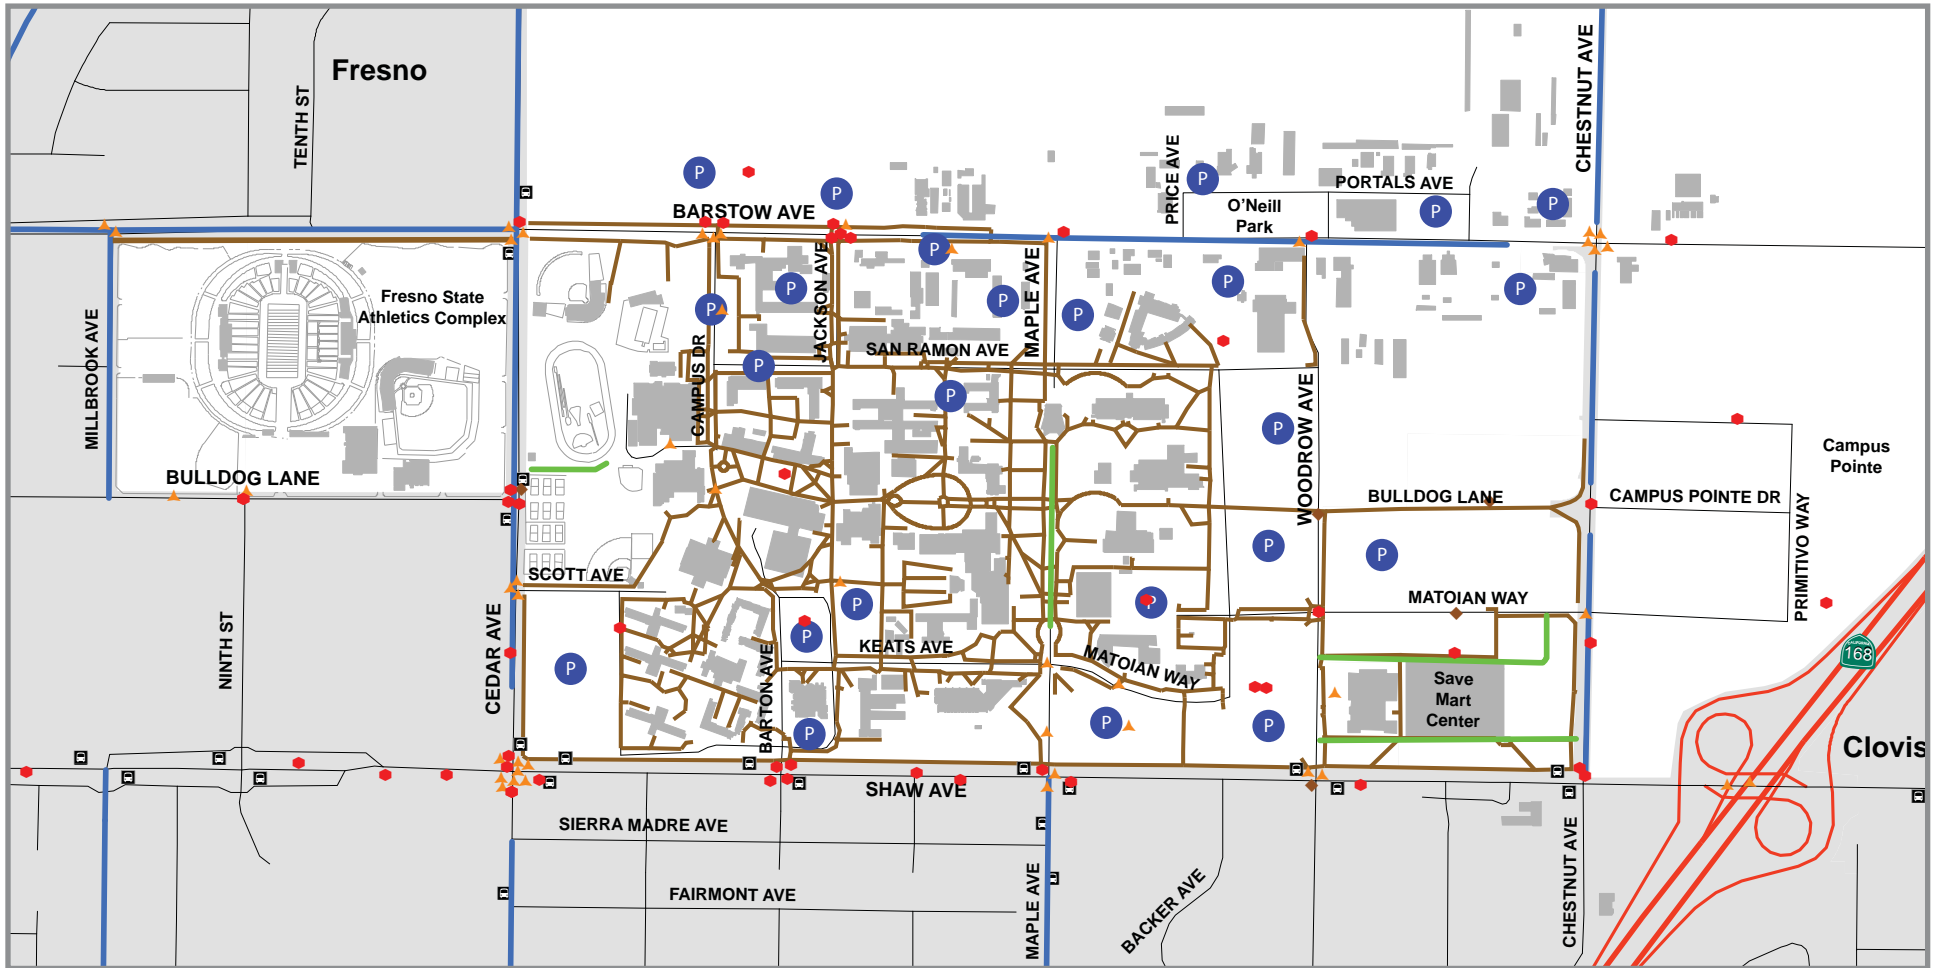 Fresno
TENTH ST
CHESTNUT AVE
P
P
PRICE AVE
P
PORTALS AVE
O'Neill
Park
P
P
BARSTOW AVE
P
P
P
P
JACKSON AVE
MAPLE AVE
P
P
P
Fresno State
Athletics Complex
P
MILLBROOK AVE
CAMPUS DR
SAN RAMON AVE
P
P
WOODROW AVE
P
Campus
Pointe
BULLDOG LANE
BULLDOG LANE
CAMPUS POINTE DR
PRIMITIVO WAY
P
P
SCOTT AVE
MATOIAN WAY
P
P
P
CEDAR AVE
NINTH ST
KEATS AVE
MATOIAN WAY
CALIFORNIA
168
P
BARTON AVE
Save
Mart
Center
P
P
P
Clovis
SHAW AVE
SIERRA MADRE AVE
CHESTNUT AVE
FAIRMONT AVE
MAPLE AVE
BACKER AVE